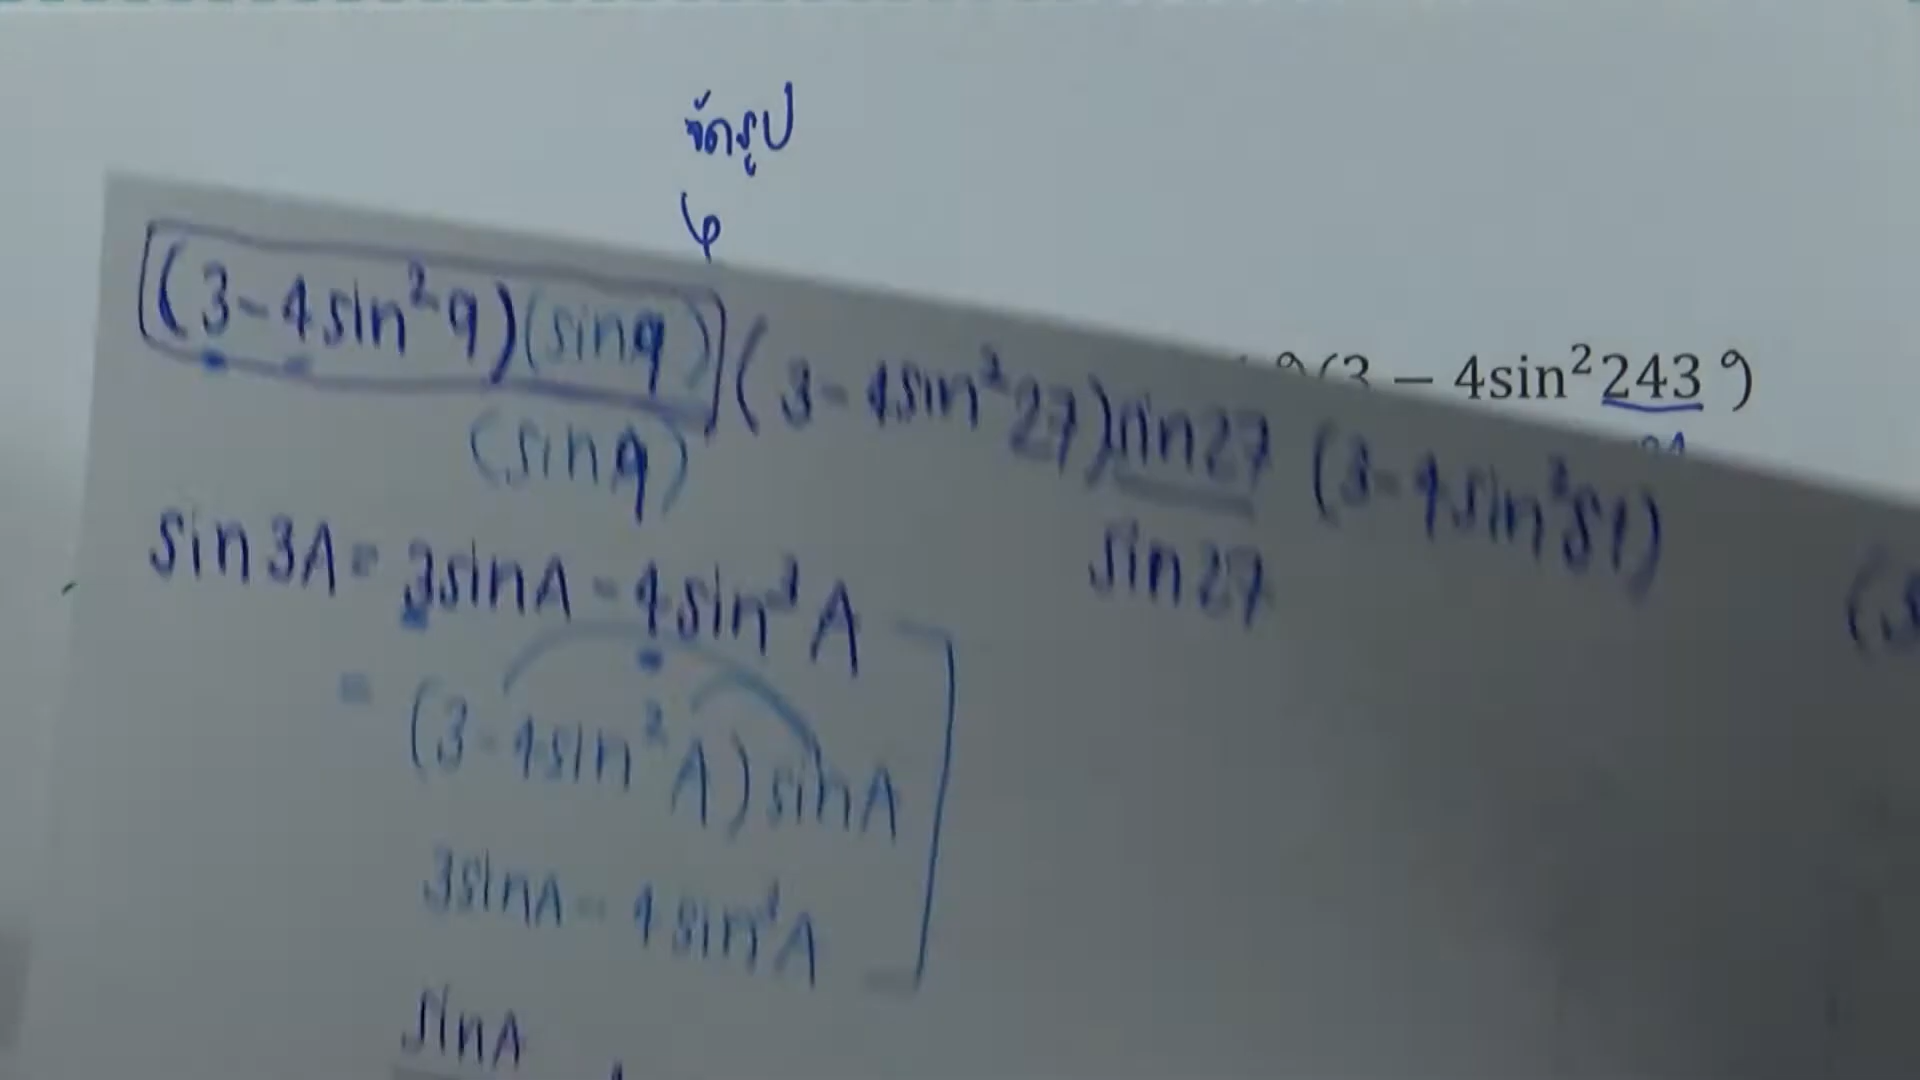 จัดรูป
(3-4sin²9)(sin9)(3-4sin²27)sin27 (3-4sin²81)
(sin9) sin27
(3 − 4sin²243°)
sin3A = 3sinA - 4sin³A
= (3-4sin²A)sinA
3sinA - 4sin³A
sinA